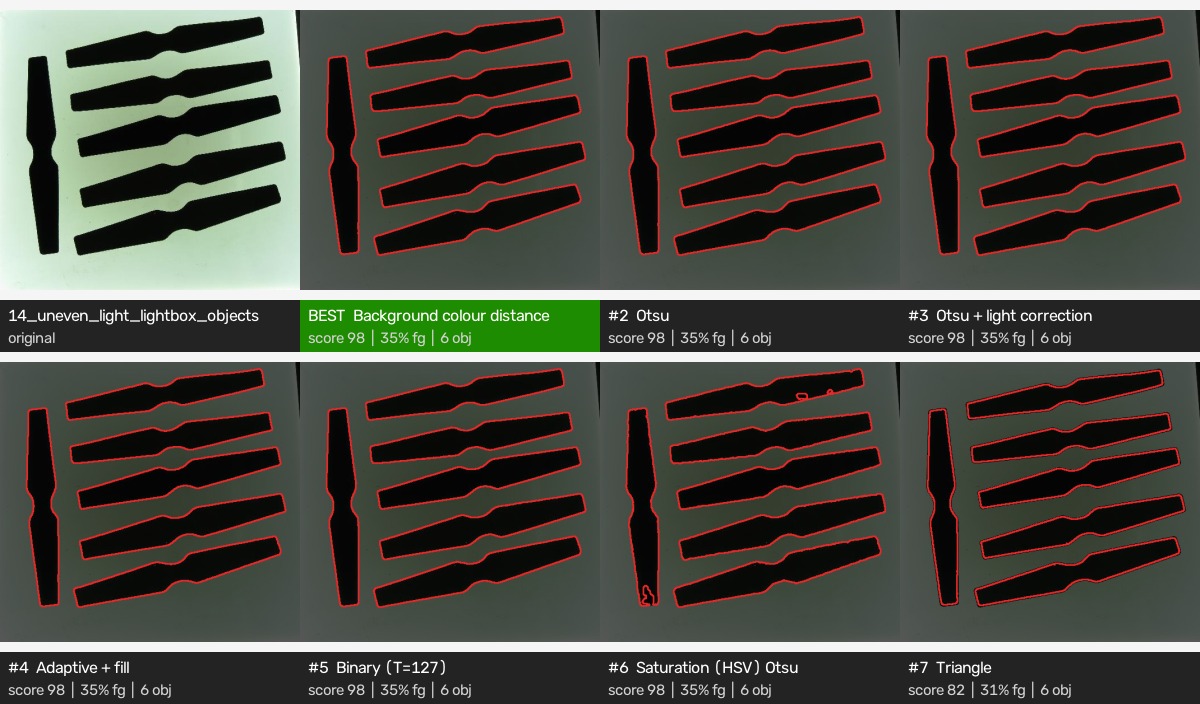 14_uneven_light_lightbox_objects
original
BEST Background colour distance
score 98 | 35% fg | 6 obj
#2 Otsu
score 98 | 35% fg | 6 obj
#3 Otsu + light correction
score 98 | 35% fg | 6 obj
#4 Adaptive + fill
score 98 | 35% fg | 6 obj
#5 Binary (T=127)
score 98 | 35% fg | 6 obj
#6 Saturation (HSV) Otsu
score 98 | 35% fg | 6 obj
#7 Triangle
score 82 | 31% fg | 6 obj